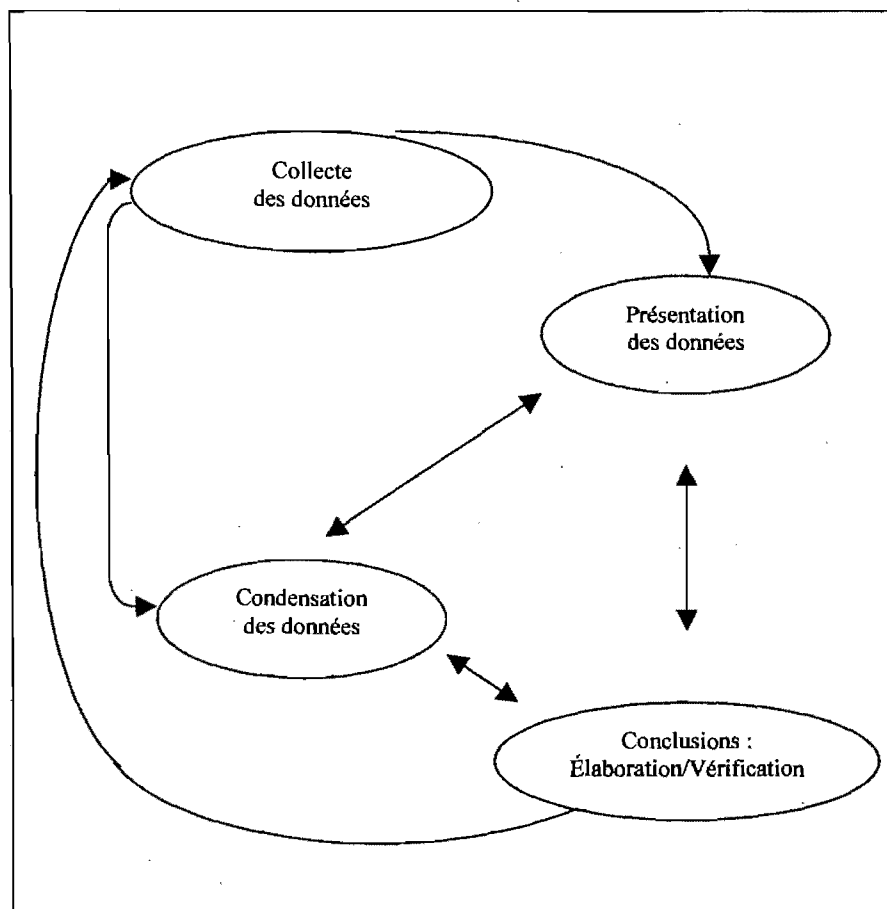 Collecte
des données
Présentation
des données
Condensation
des données
Conclusions :
Élaboration/Vérification